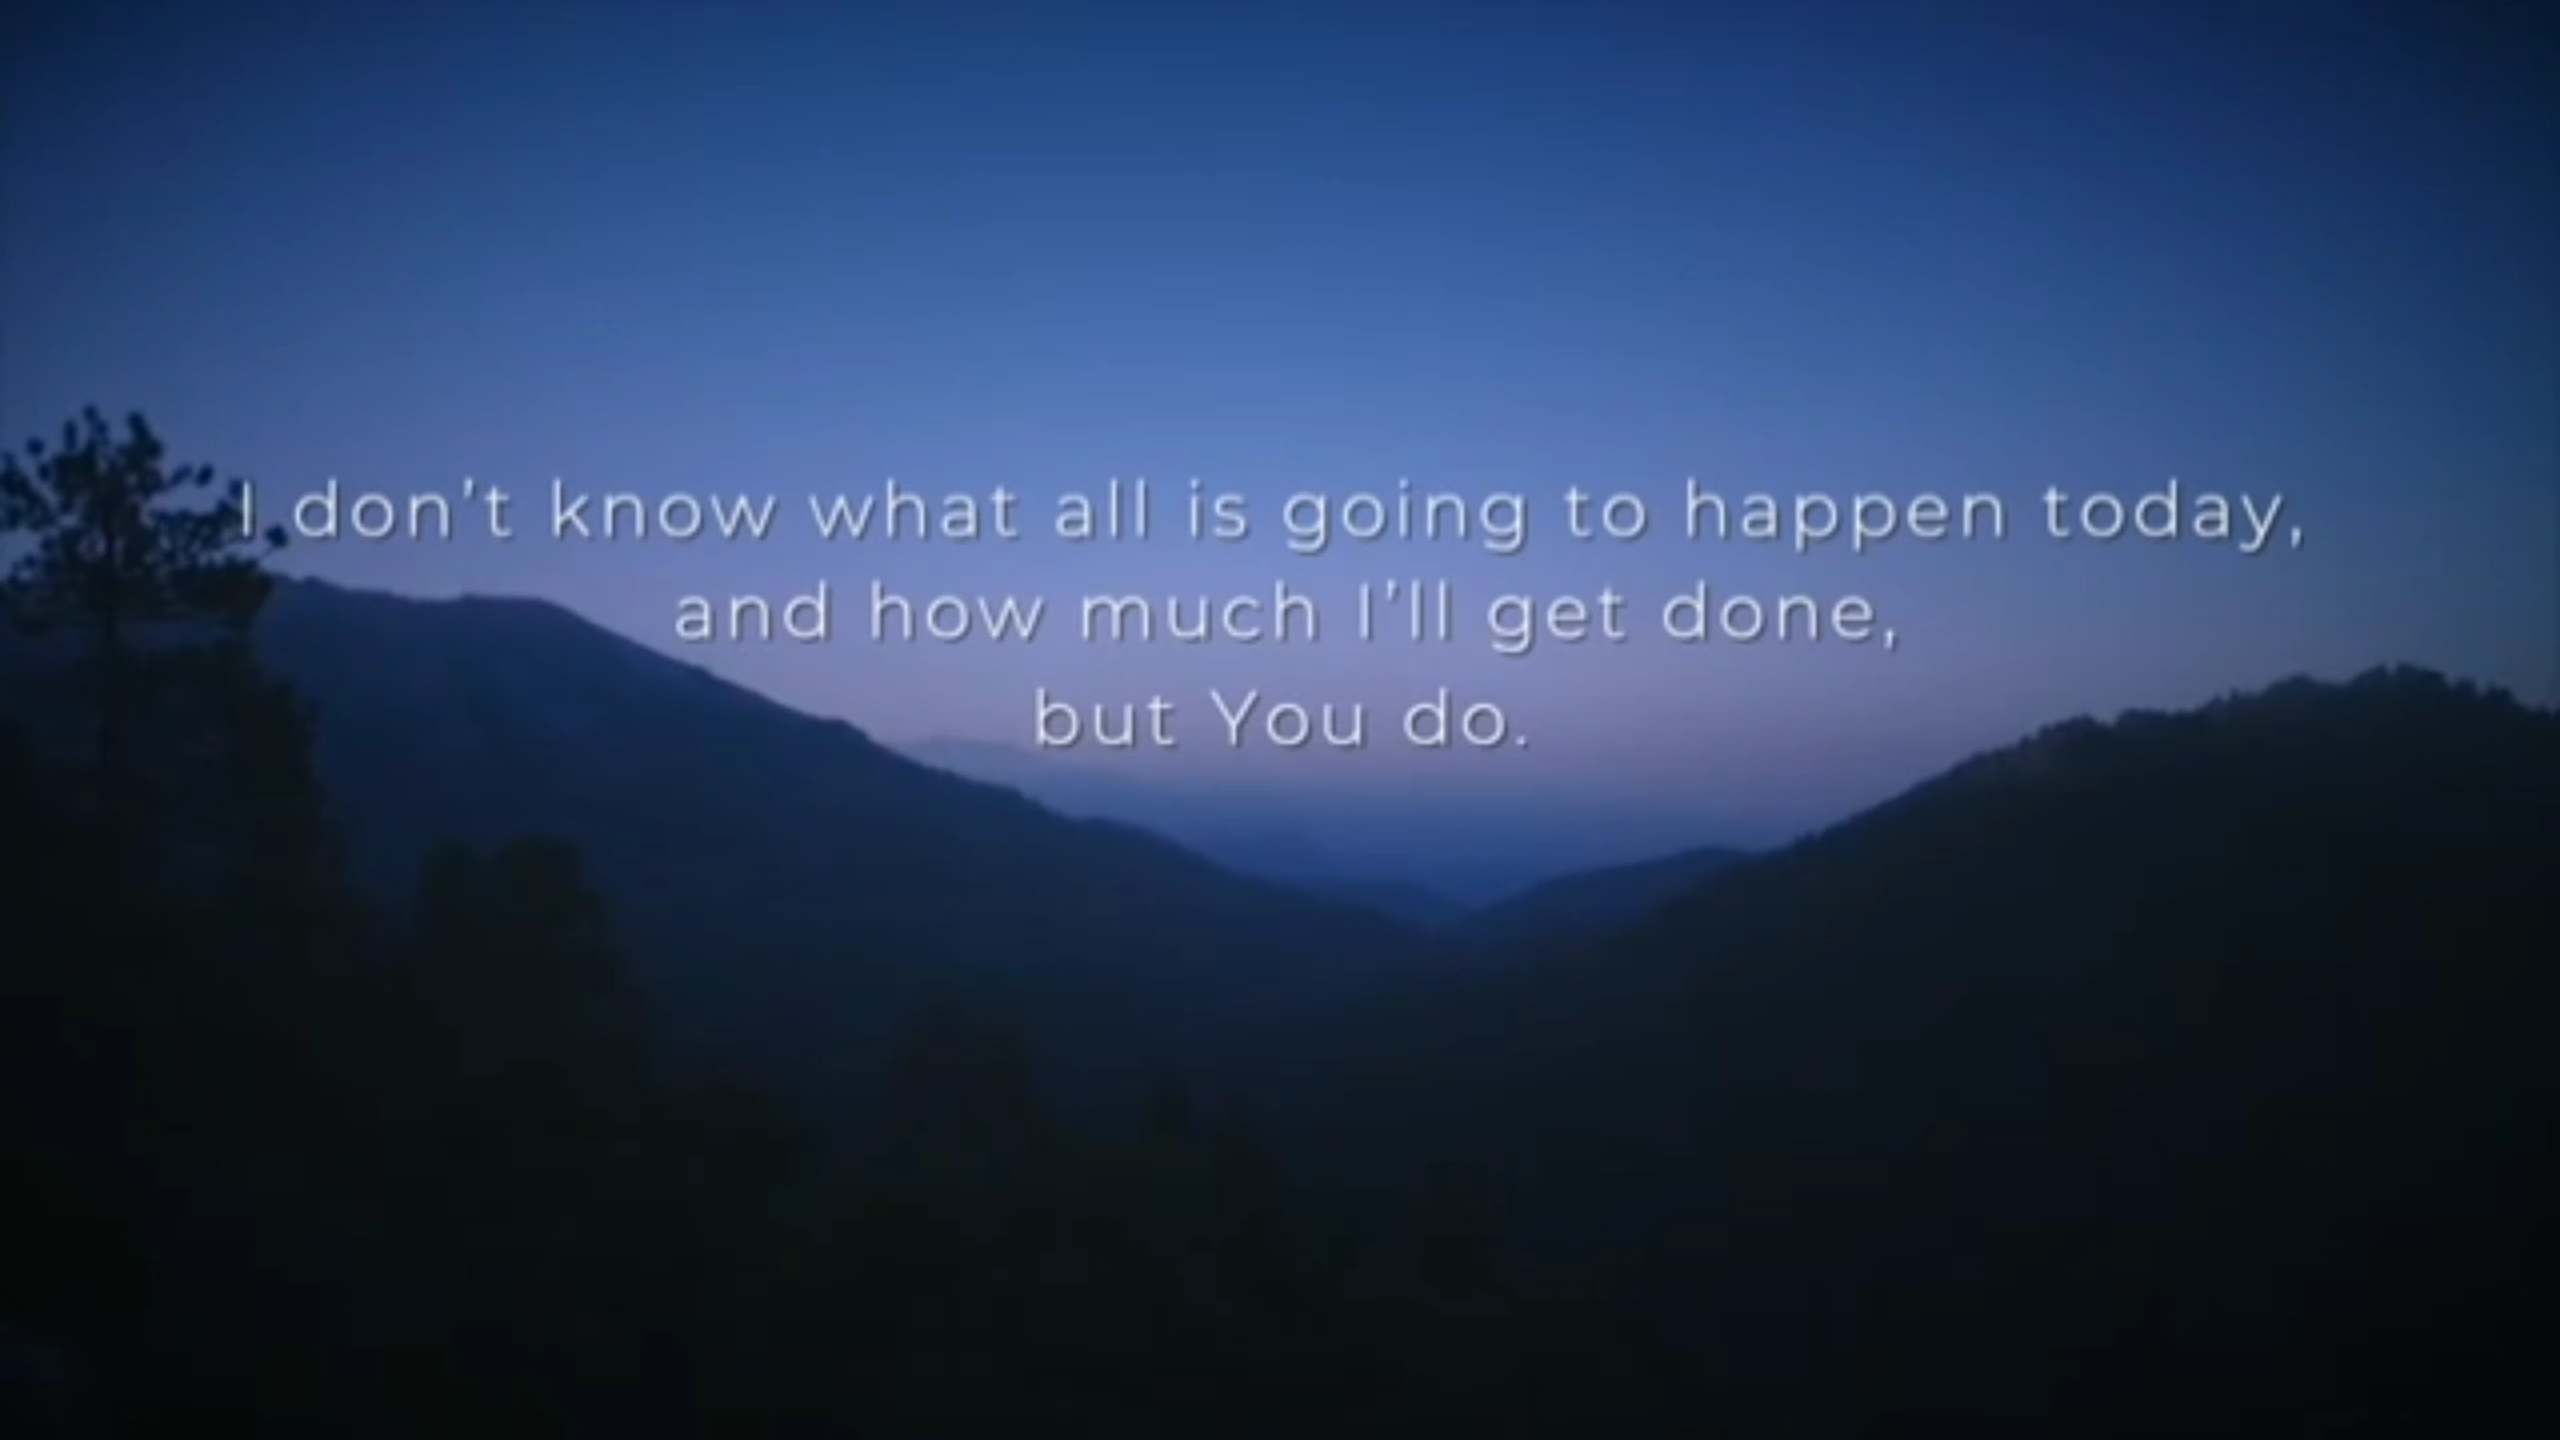 I don't know what all is going to happen today,
and how much I'll get done,
but You do.